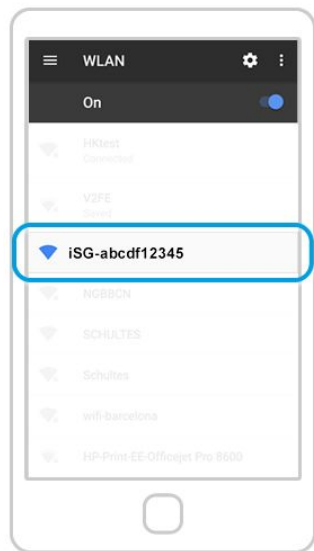 WLAN
On
HKtest
Connected
V2FE
Saved
iSG-abcdf12345
NGBBCN
SCHULTES
Schultes
wifi-barcelona
HP-Print-EE-Officejet Pro 8600